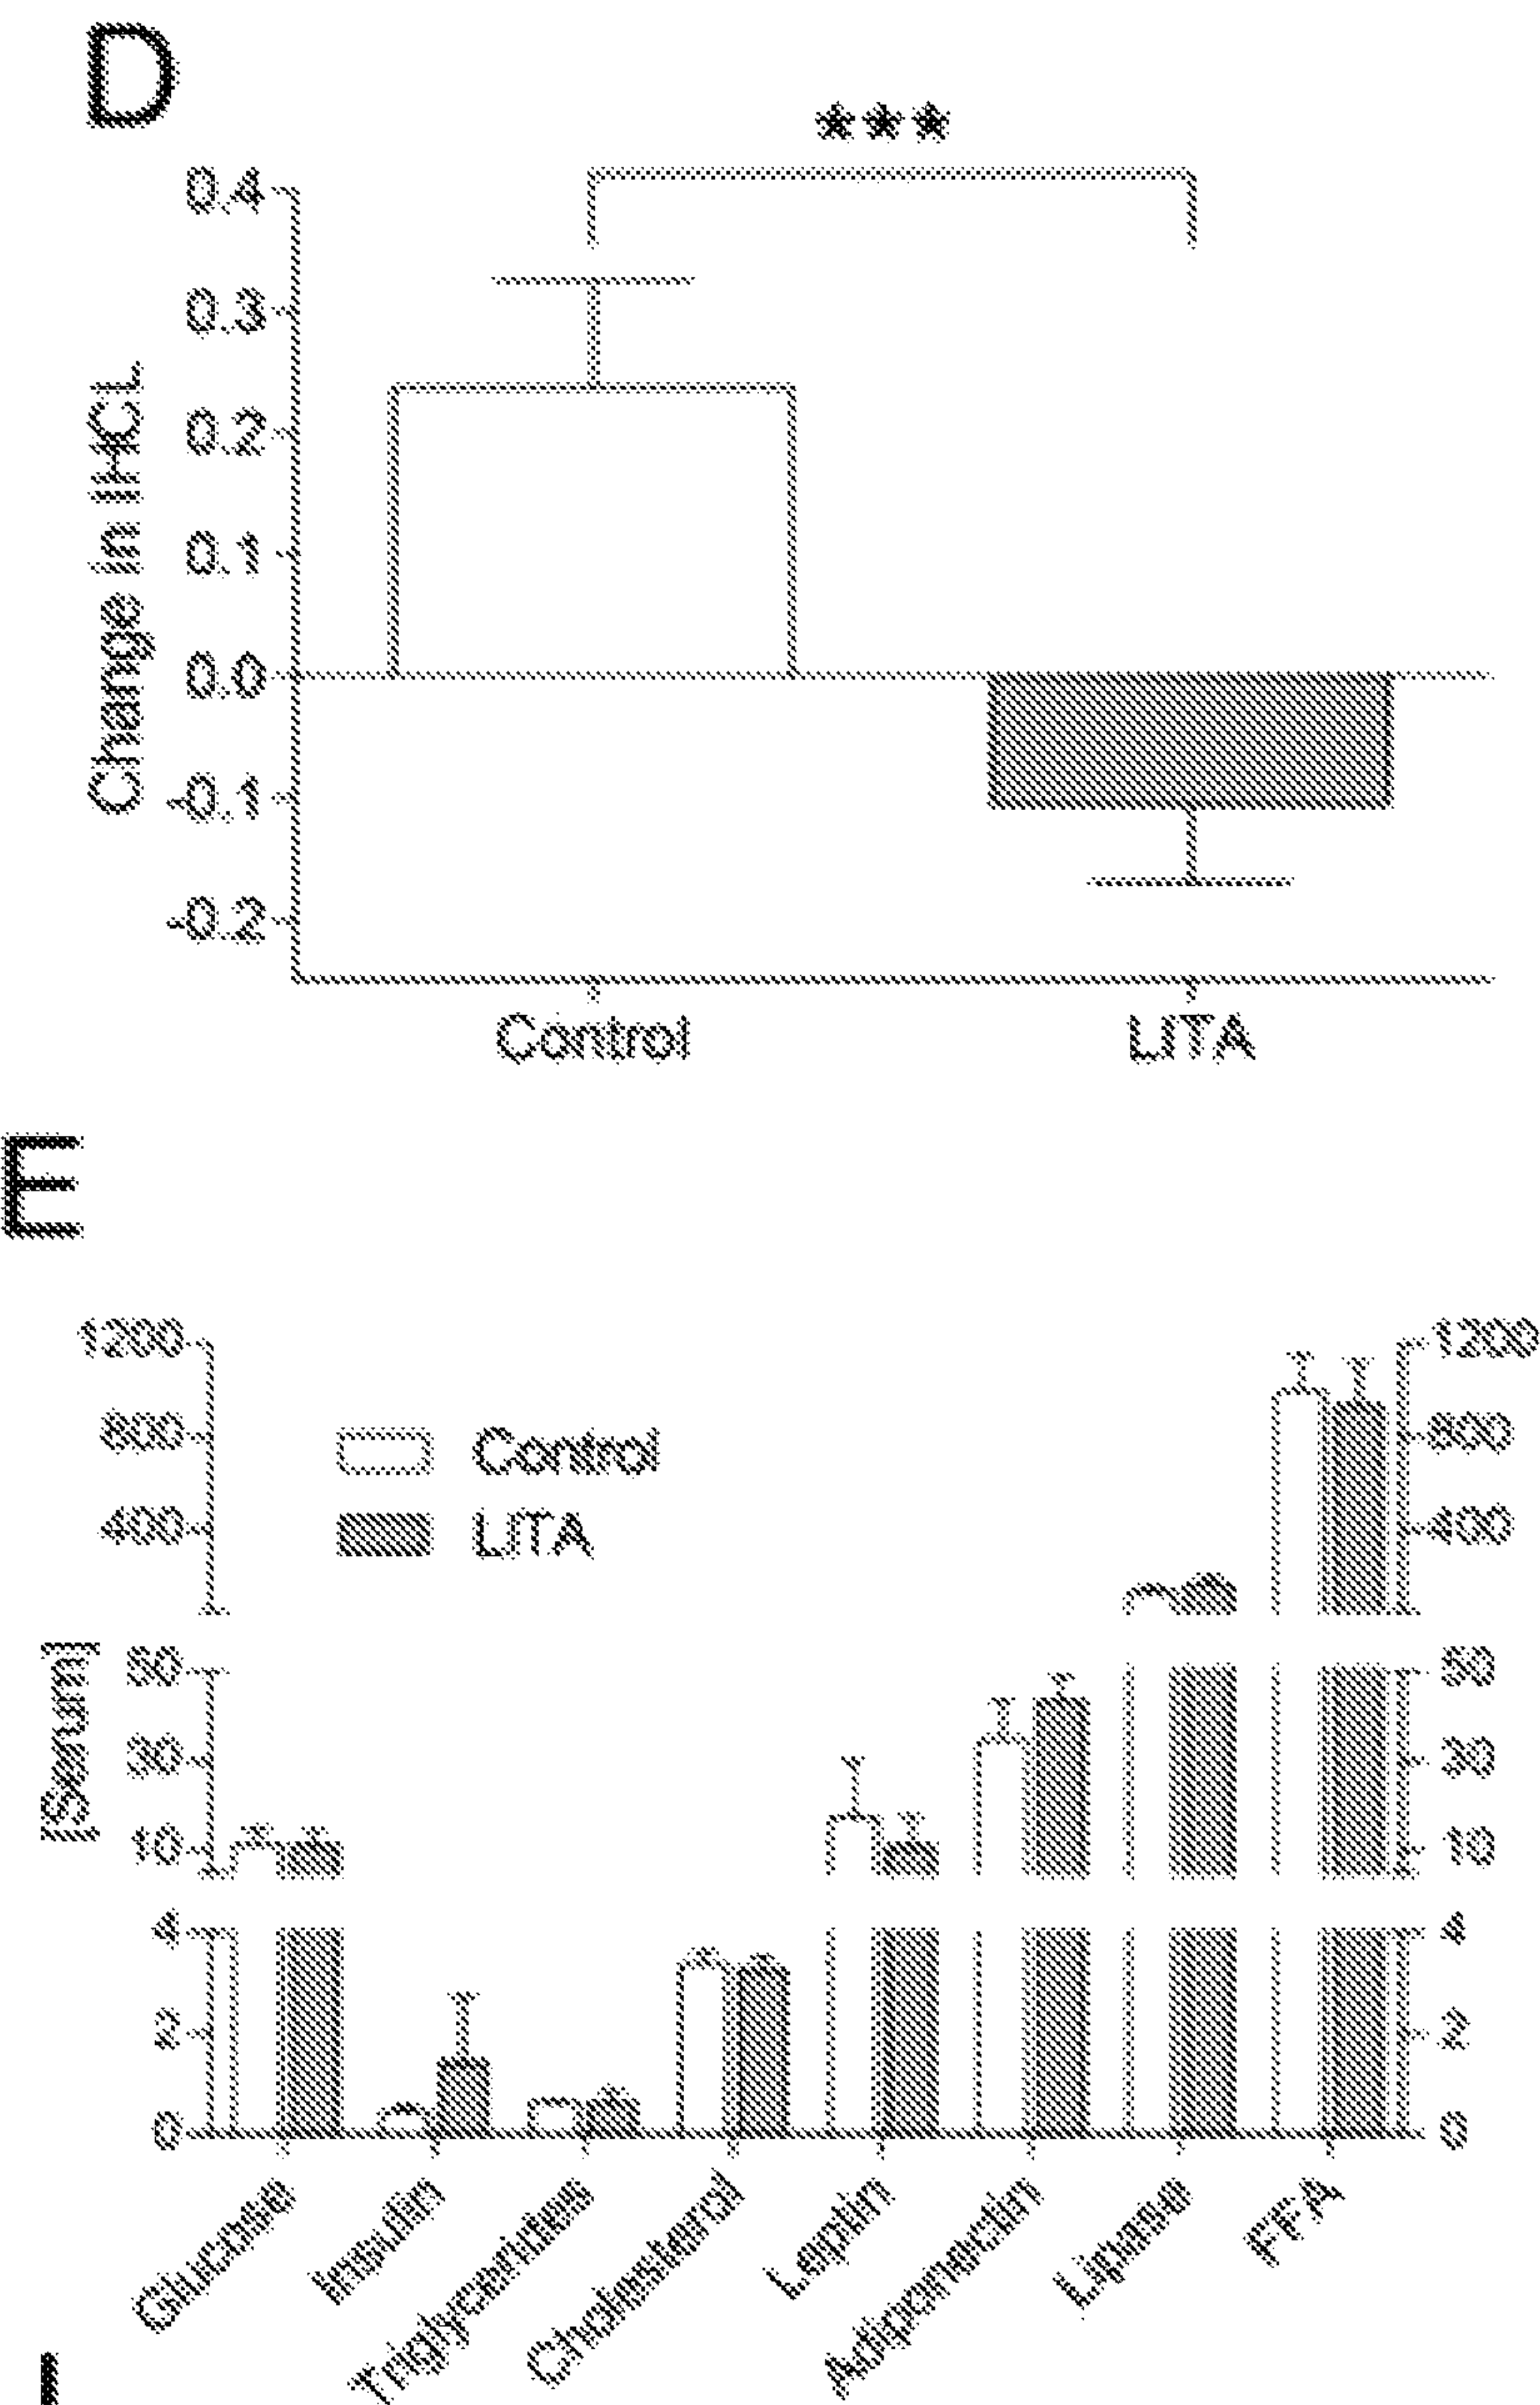 D
***
0.4
0.3
0.2
0.1
0.0
-0.1
-0.2
Change in IHCL
Control
LITA
E
1200
800
400
50
30
10
4
2
0
[Serum]
Control
LITA
1200
800
400
50
30
10
4
2
0
Glucose
Insulin
Triglycerides
Cholesterol
Leptin
Adiponectin
Lipase
FFA